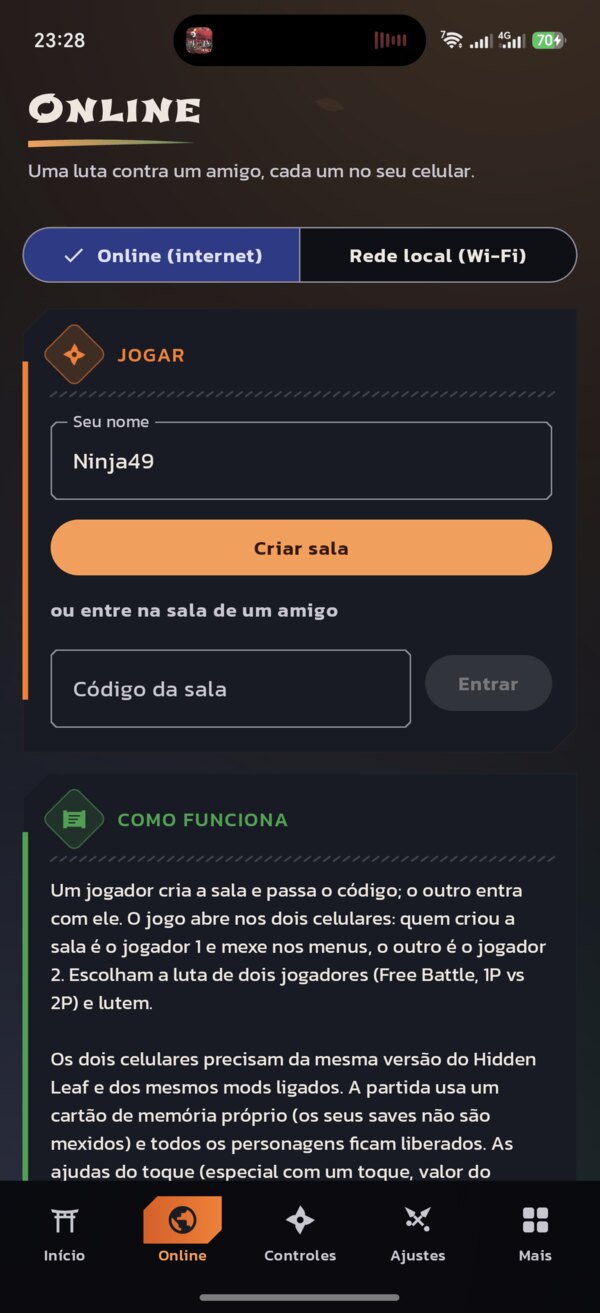 23:28
7
4G
70
ONLINE
Uma luta contra um amigo, cada um no seu celular.
Online (internet)
Rede local (Wi-Fi)
JOGAR
Seu nome
Ninja49
Criar sala
ou entre na sala de um amigo
Código da sala
Entrar
COMO FUNCIONA
Um jogador cria a sala e passa o código; o outro entra
com ele. O jogo abre nos dois celulares: quem criou a
sala é o jogador 1 e mexe nos menus, o outro é o jogador
2. Escolham a luta de dois jogadores (Free Battle, 1P vs
2P) e lutem.
Os dois celulares precisam da mesma versão do Hidden
Leaf e dos mesmos mods ligados. A partida usa um
cartão de memória próprio (os seus saves não são
mexidos) e todos os personagens ficam liberados. As
ajudas do toque (especial com um toque, valor do
Início
Online
Controles
Ajustes
Mais